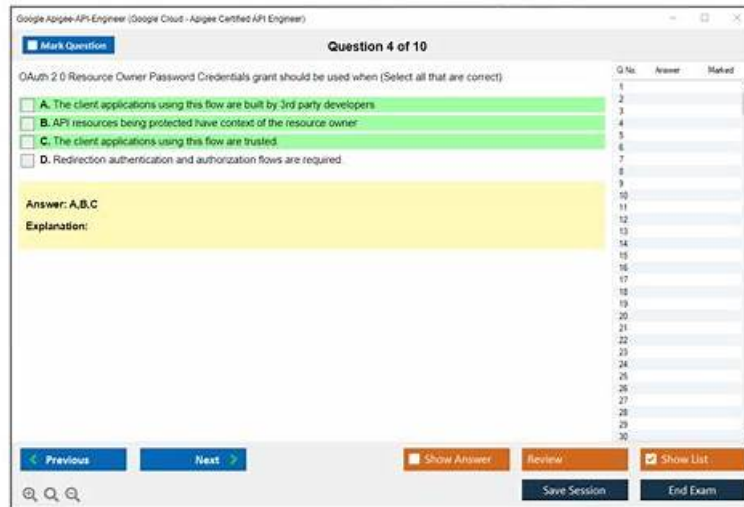 Google Apigee-API-Engineer (Google Cloud - Apigee Certified API Engineer)
Mark Question
Question 4 of 10
OAuth 2.0 Resource Owner Password Credentials grant should be used when (Select all that are correct)
A. The client applications using this flow are built by 3rd party developers
B. API resources being protected have context of the resource owner
C. The client applications using this flow are trusted
D. Redirection authentication and authorization flows are required
Answer: A,B,C
Explanation:
Q No. Answer Marked
1
2
3
4
5
6
7
8
9
10
11
12
13
14
15
16
17
18
19
20
21
22
23
24
25
26
27
28
29
30
Previous
Next
Show Answer
Review
Show List
Save Session
End Exam